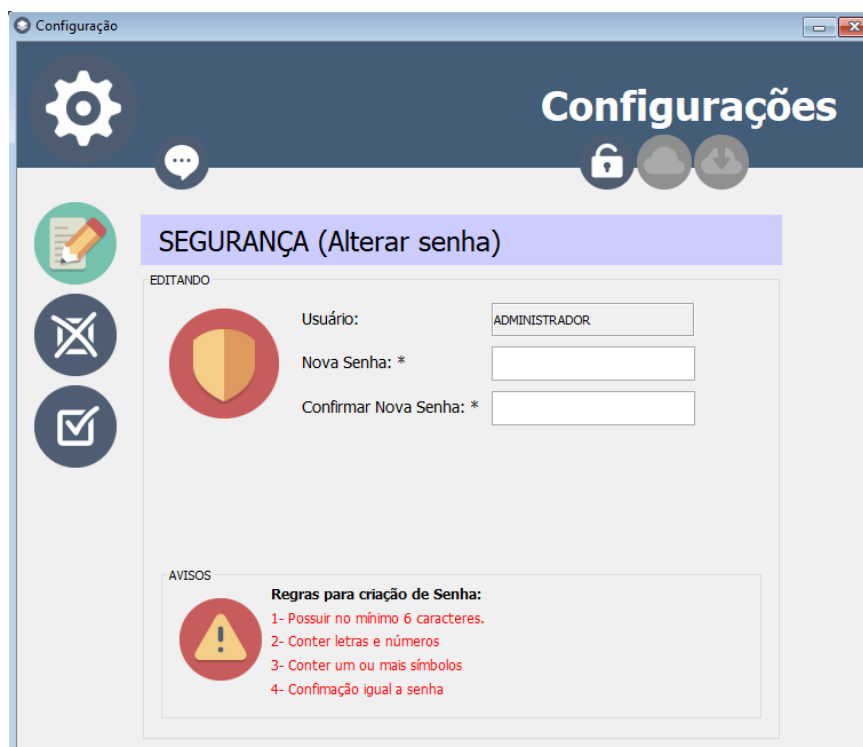 Configuração
Configurações
SEGURANÇA (Alterar senha)
EDITANDO
Usuário: ADMINISTRADOR
Nova Senha: *
Confirmar Nova Senha: *
AVISOS
Regras para criação de Senha:
1- Possuir no mínimo 6 caracteres.
2- Conter letras e números
3- Conter um ou mais símbolos
4- Confimação igual a senha